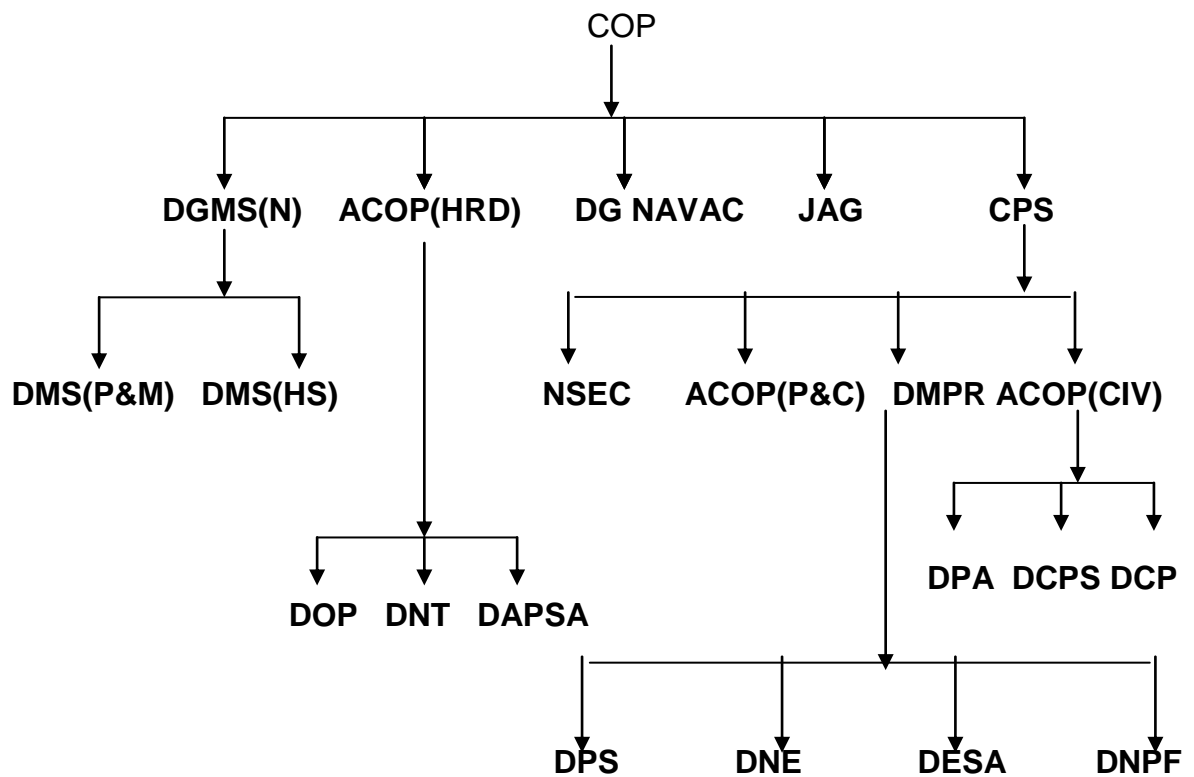 COP
DGMS(N) ACOP(HRD) DG NAVAC JAG CPS
DMS(P&M) DMS(HS) NSEC ACOP(P&C) DMPR ACOP(CIV)
DPA DCPS DCP
DOP DNT DAPSA
DPS DNE DESA DNPF